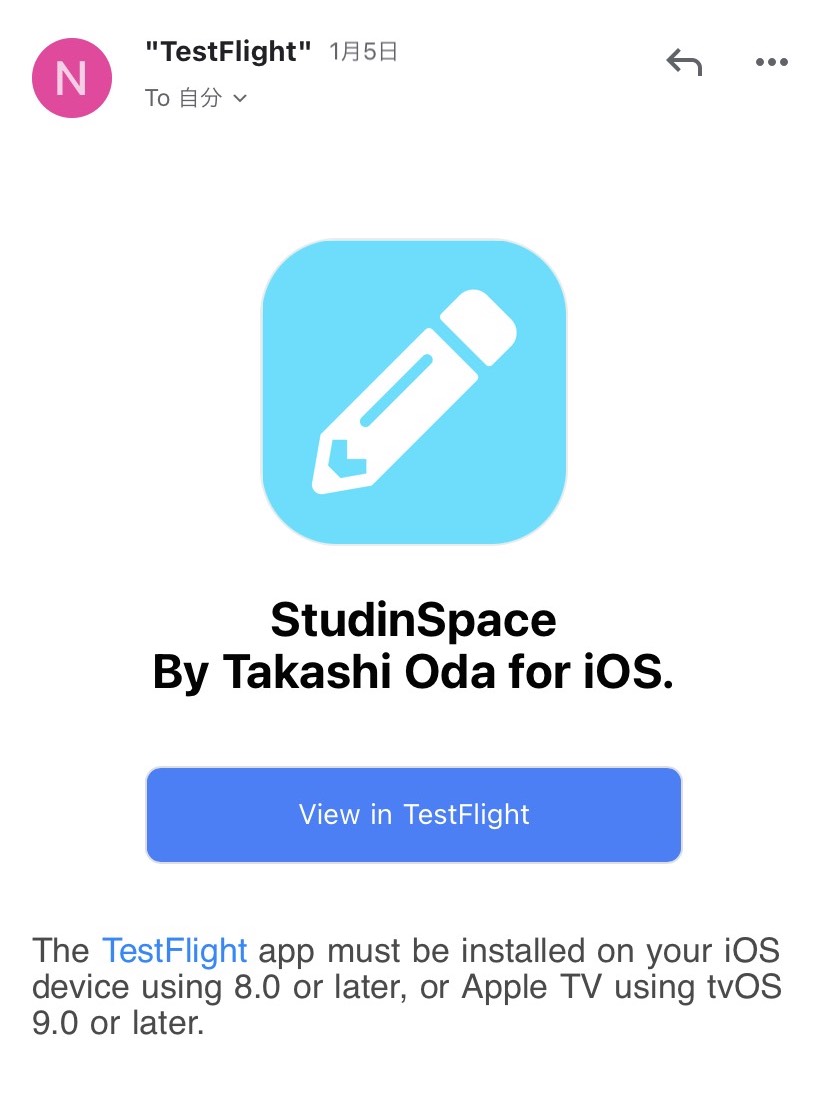 N
"TestFlight" 1月5日
To 自分
StudinSpace
By Takashi Oda for iOS.
View in TestFlight
The TestFlight app must be installed on your iOS
device using 8.0 or later, or Apple TV using tvOS
9.0 or later.